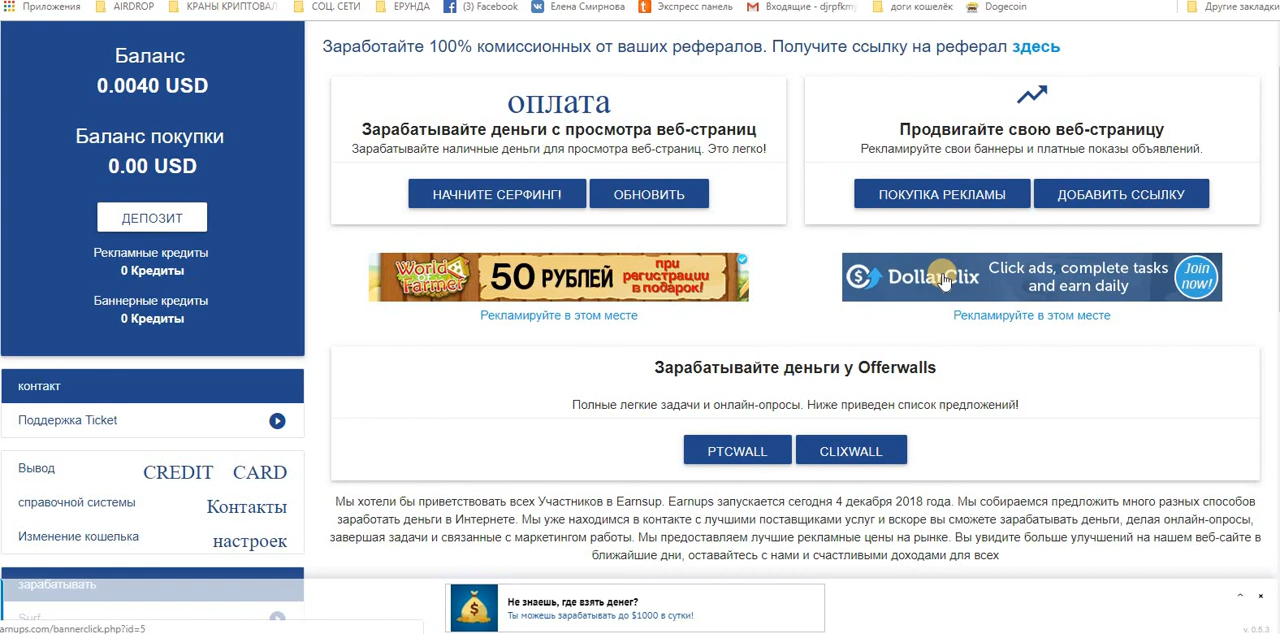 Приложения AIRDROP КРАНЫ КРИПТОВАЛ СОЦ. СЕТИ ЕРУНДА (3) Facebook Елена Смирнова Экспресс панель Входящие - djrpfkmy доги кошелёк Dogecoin Другие закладки
Баланс
0.0040 USD
Баланс покупки
0.00 USD
ДЕПОЗИТ
Рекламные кредиты
0 Кредиты
Баннерные кредиты
0 Кредиты
контакт
Поддержка Ticket
Вывод CREDIT CARD
справочной системы Контакты
Изменение кошелька настроек
зарабатывать
Surf
arnups.com/bannerclick.php?id=5
Заработайте 100% комиссионных от ваших рефералов. Получите ссылку на реферал здесь
оплата
Зарабатывайте деньги с просмотра веб-страниц
Зарабатывайте наличные деньги для просмотра веб-страниц. Это легко!
НАЧНИТЕ СЕРФИНГ! ОБНОВИТЬ
Продвигайте свою веб-страницу
Рекламируйте свои баннеры и платные показы объявлений.
ПОКУПКА РЕКЛАМЫ ДОБАВИТЬ ССЫЛКУ
World of Farmer 50 РУБЛЕЙ при регистрации в подарок!
Рекламируйте в этом месте
DollarClix Click ads, complete tasks and earn daily Join now!
Рекламируйте в этом месте
Зарабатывайте деньги у Offerwalls
Полные легкие задачи и онлайн-опросы. Ниже приведен список предложений!
PTCWALL CLIXWALL
Мы хотели бы приветствовать всех Участников в Earnsup. Earnups запускается сегодня 4 декабря 2018 года. Мы собираемся предложить много разных способов
заработать деньги в Интернете. Мы уже находимся в контакте с лучшими поставщиками услуг и вскоре вы сможете зарабатывать деньги, делая онлайн-опросы,
завершая задачи и связанные с маркетингом работы. Мы предоставляем лучшие рекламные цены на рынке. Вы увидите больше улучшений на нашем веб-сайте в
ближайшие дни, оставайтесь с нами и счастливыми доходами для всех
Не знаешь, где взять денег?
Ты можешь зарабатывать до $1000 в сутки!
v. 0.5.3